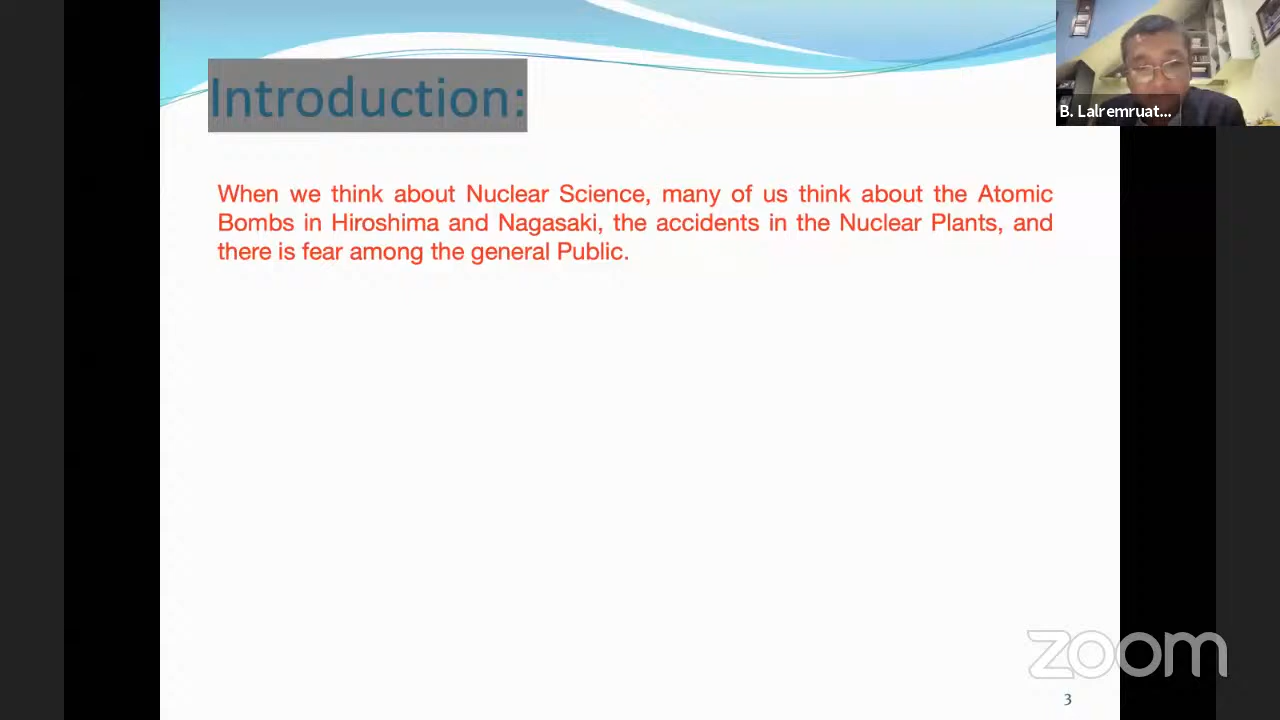 Introduction:
B. Lalremruat...
When we think about Nuclear Science, many of us think about the Atomic
Bombs in Hiroshima and Nagasaki, the accidents in the Nuclear Plants, and
there is fear among the general Public.
zoom
3